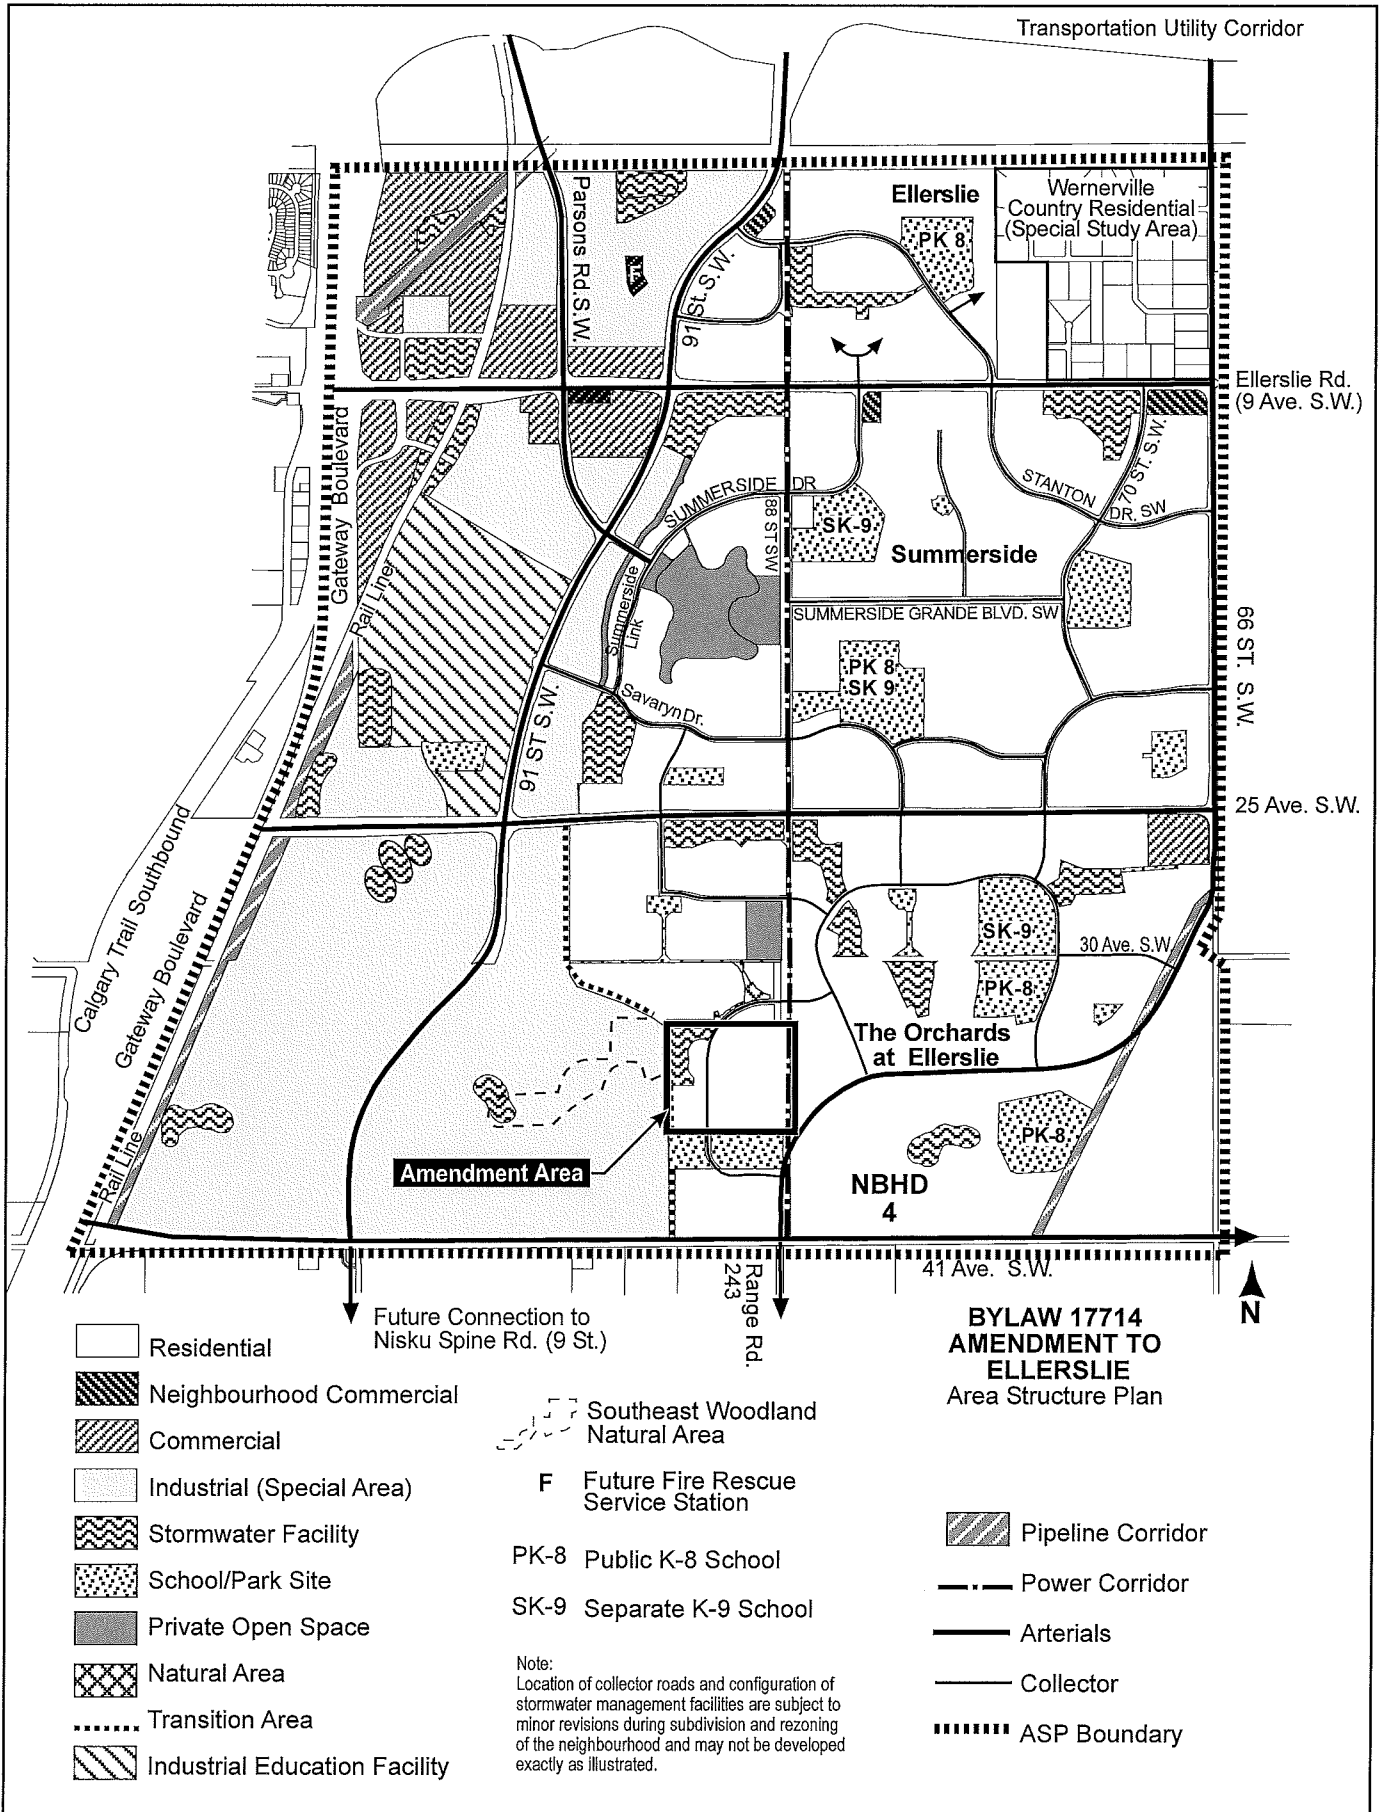 Transportation Utility Corridor
Ellerslie
Wernerville
Country Residential
(Special Study Area)
PK 8
Parsons Rd.S.W.
91 St. S.W.
Ellerslie Rd.
(9 Ave. S.W.)
Gateway Boulevard
SUMMERSIDE DR
88 ST SW
SK-9
STANTON
DR. SW
70 ST. S.W.
Summerside
Rail Line
Summerside
Link
SUMMERSIDE GRANDE BLVD. SW
66 ST. S.W.
PK 8
SK 9
Savaryn Dr.
91 ST S.W.
25 Ave. S.W.
Calgary Trail Southbound
Gateway Boulevard
SK-9
30 Ave. S.W.
PK-8
The Orchards
at Ellerslie
PK-8
Rail Line
Amendment Area
NBHD
4
41 Ave. S.W.
Range Rd.
243
Future Connection to
Nisku Spine Rd. (9 St.)
N
BYLAW 17714
AMENDMENT TO
ELLERSLIE
Area Structure Plan
Residential
Neighbourhood Commercial
Commercial
Industrial (Special Area)
Stormwater Facility
School/Park Site
Private Open Space
Natural Area
Transition Area
Industrial Education Facility
Southeast Woodland
Natural Area
F Future Fire Rescue
Service Station
PK-8 Public K-8 School
SK-9 Separate K-9 School
Note:
Location of collector roads and configuration of
stormwater management facilities are subject to
minor revisions during subdivision and rezoning
of the neighbourhood and may not be developed
exactly as illustrated.
Pipeline Corridor
Power Corridor
Arterials
Collector
ASP Boundary